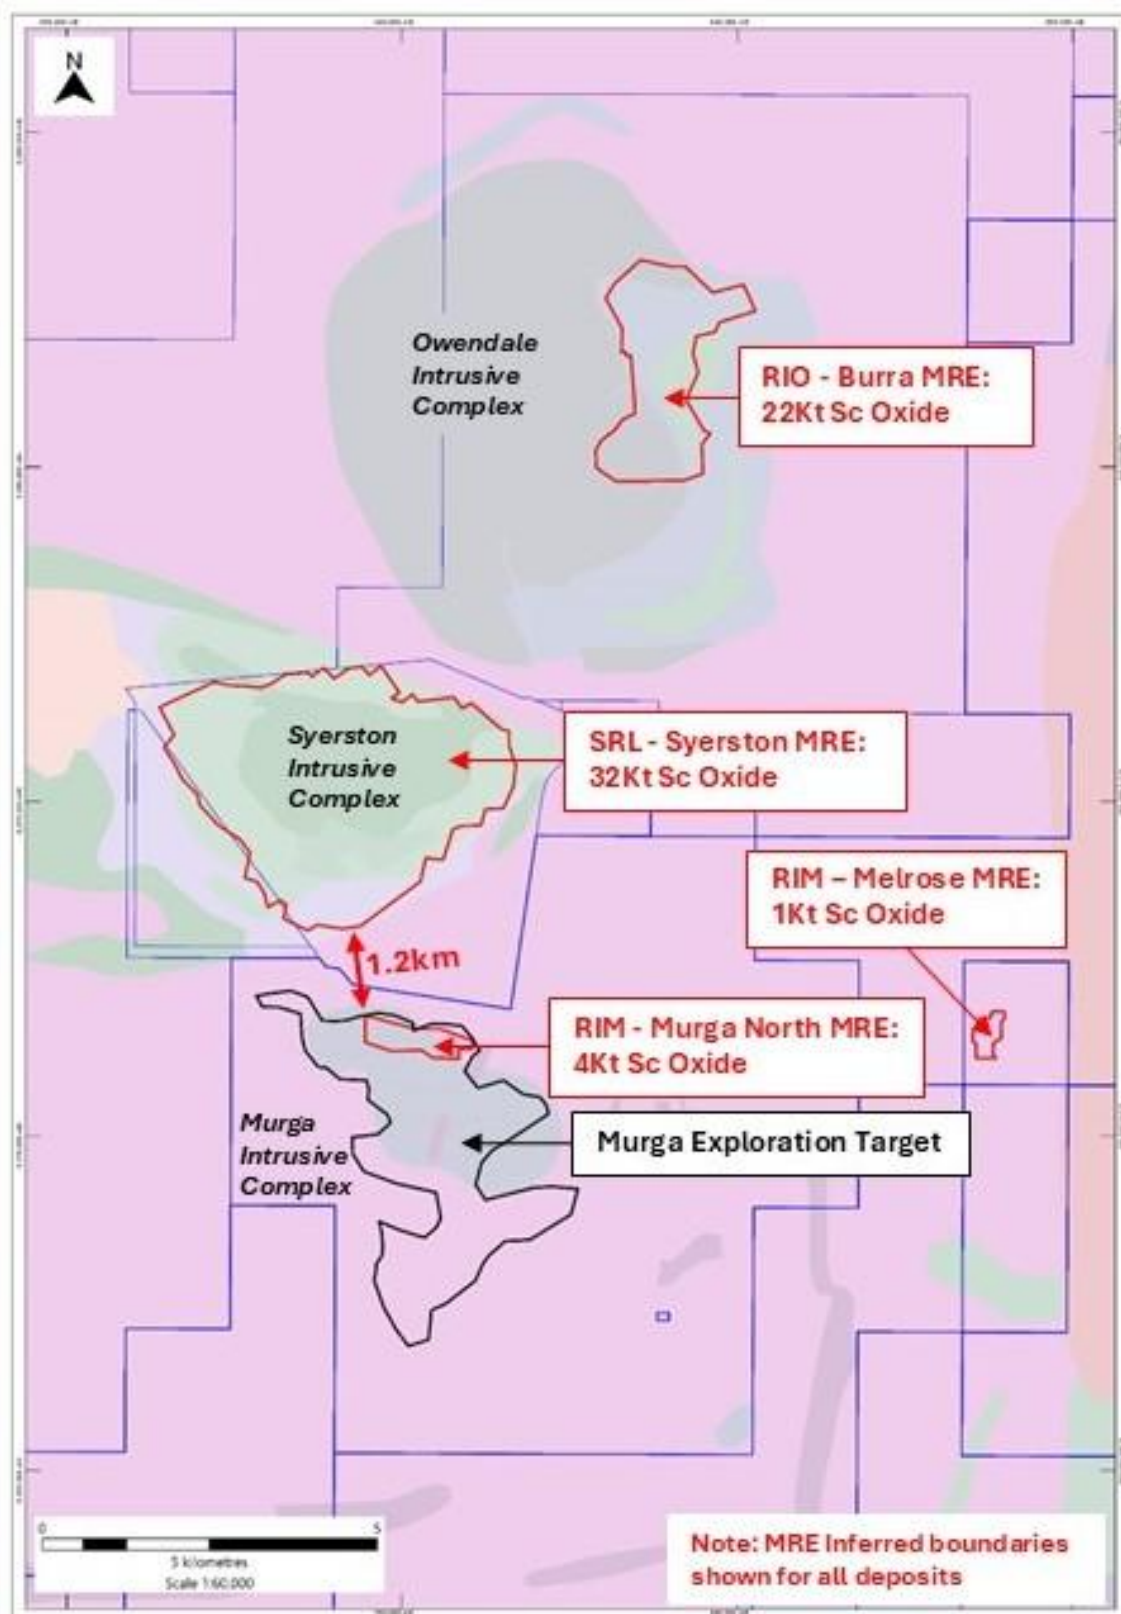 N
Owendale
Intrusive
Complex
RIO - Burra MRE:
22Kt Sc Oxide
Syerston
Intrusive
Complex
SRL - Syerston MRE:
32Kt Sc Oxide
RIM – Melrose MRE:
1Kt Sc Oxide
1.2km
RIM - Murga North MRE:
4Kt Sc Oxide
Murga
Intrusive
Complex
Murga Exploration Target
0 5
kilometres
Scale 1:60,000
Note: MRE Inferred boundaries
shown for all deposits